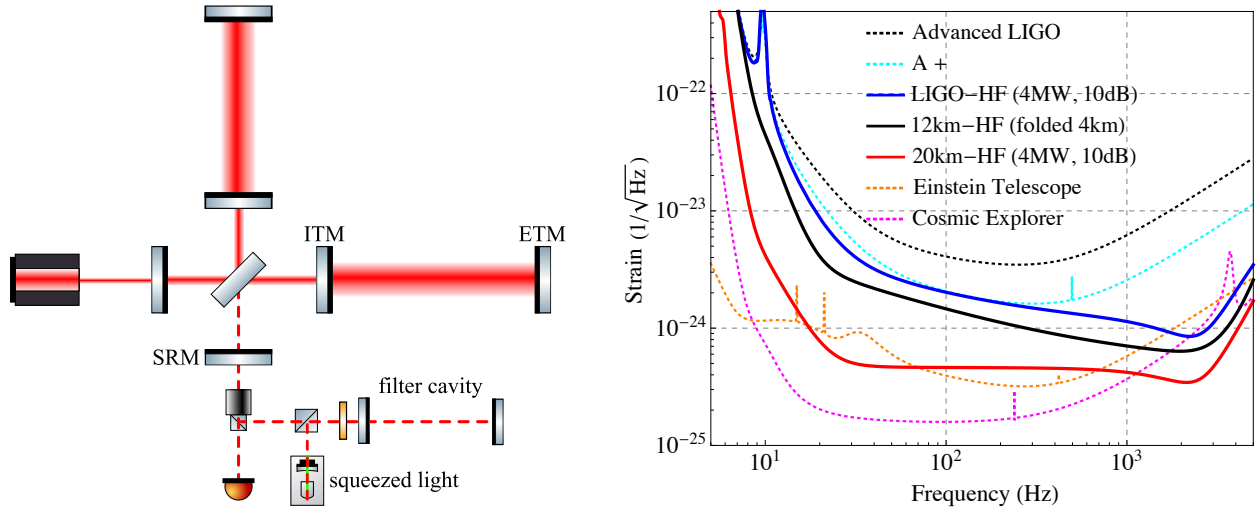 ITM
ETM
SRM
filter cavity
squeezed light
Advanced LIGO
A +
LIGO−HF (4MW, 10dB)
12km−HF (folded 4km)
20km−HF (4MW, 10dB)
Einstein Telescope
Cosmic Explorer
Strain (1/√Hz)
10⁻²²
10⁻²³
10⁻²⁴
10⁻²⁵
10¹
10²
10³
Frequency (Hz)